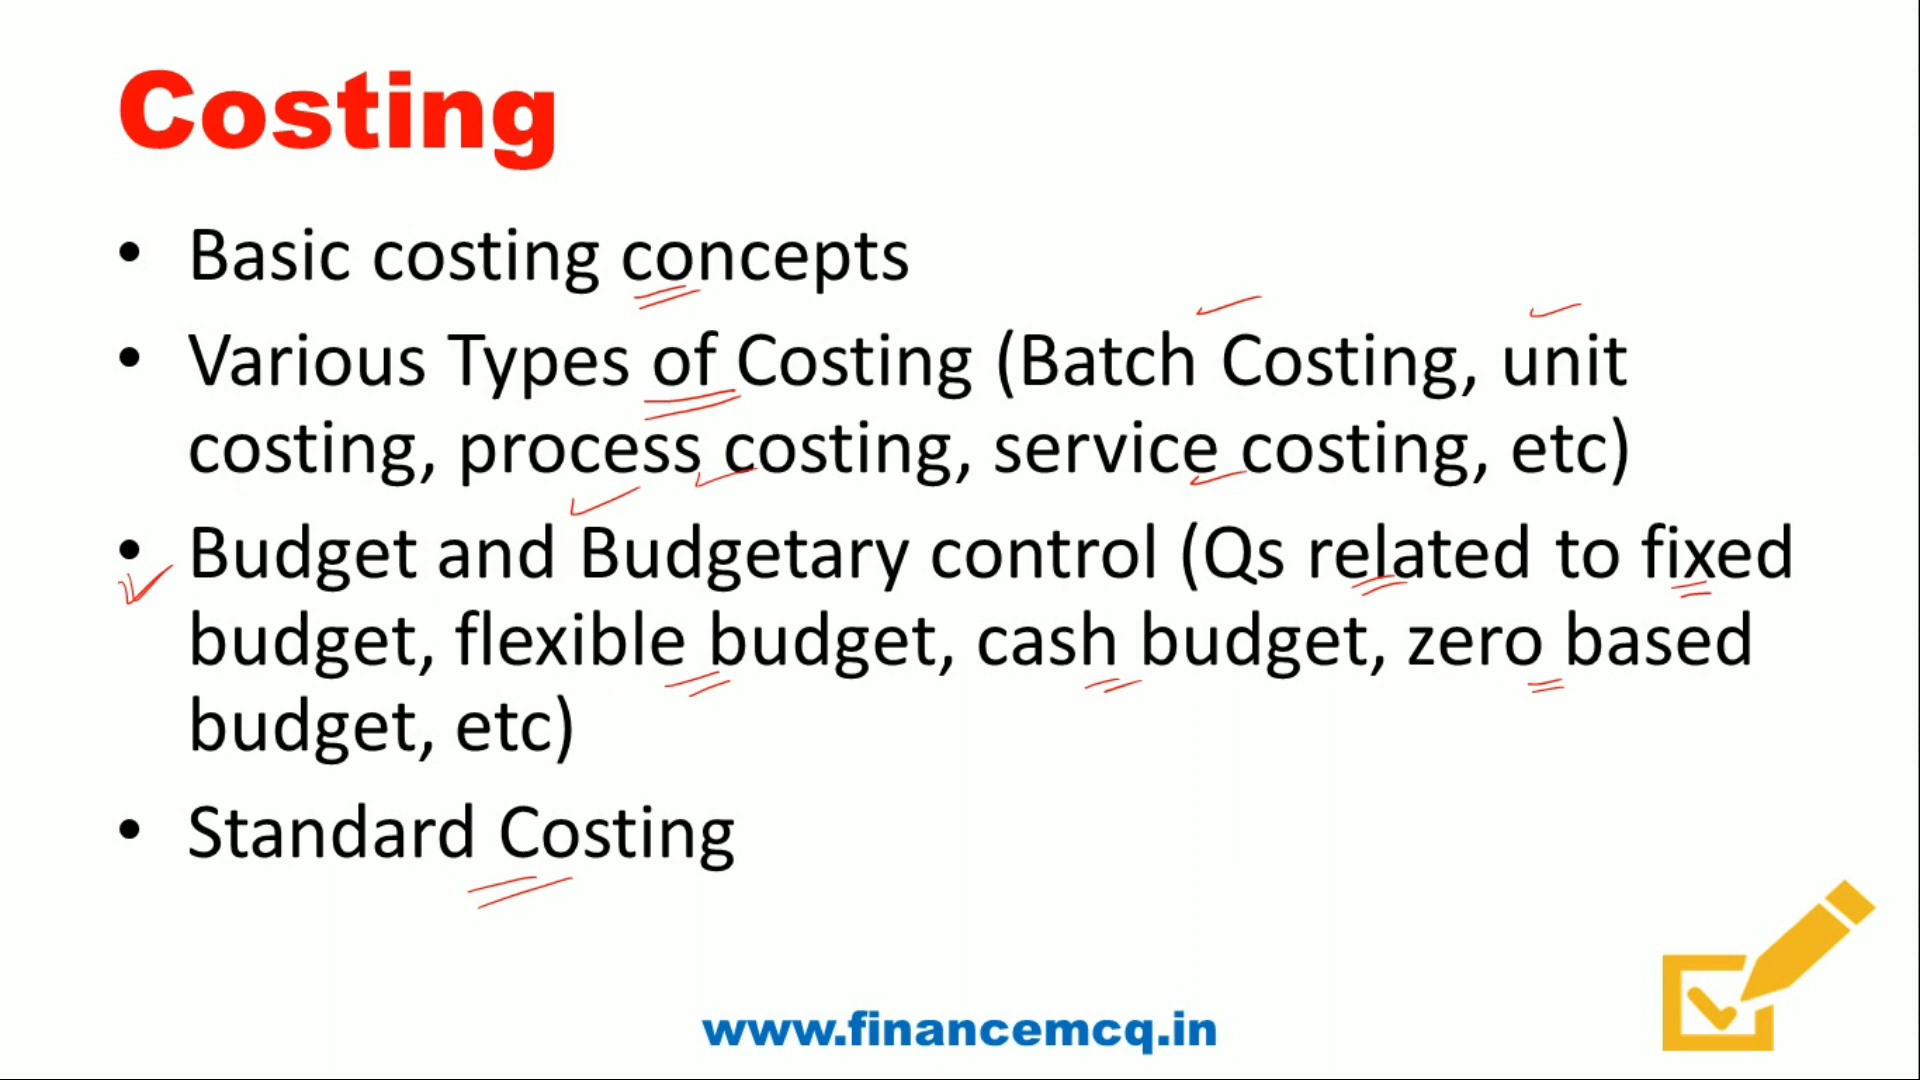 Costing
• Basic costing concepts
• Various Types of Costing (Batch Costing, unit
costing, process costing, service costing, etc)
• Budget and Budgetary control (Qs related to fixed
budget, flexible budget, cash budget, zero based
budget, etc)
• Standard Costing
www.financemcq.in